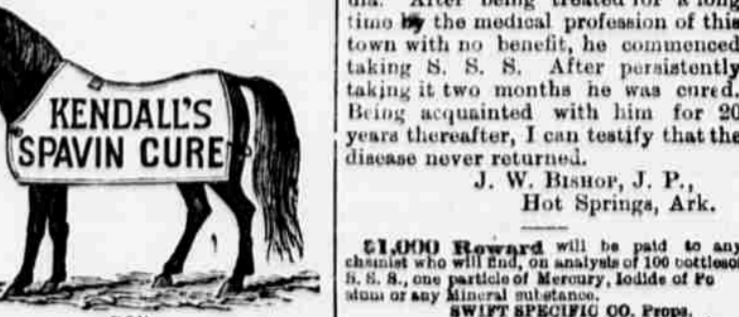 KENDALL'S
SPAVIN CURE
After being treated for a long
time by the medical profession of this
town with no benefit, he commenced
taking S. S. S. After persistently
taking it two months he was cured.
Being acquainted with him for 20
years thereafter, I can testify that the
disease never returned.
J. W. BISHOP, J. P.,
Hot Springs, Ark.
$1,000 Reward will be paid to any
chemist who will find, on analysis of 100 bottles of
S. S. S., one particle of Mercury, Iodide of Po
sium or any Mineral substance.
SWIFT SPECIFIC CO. Props.